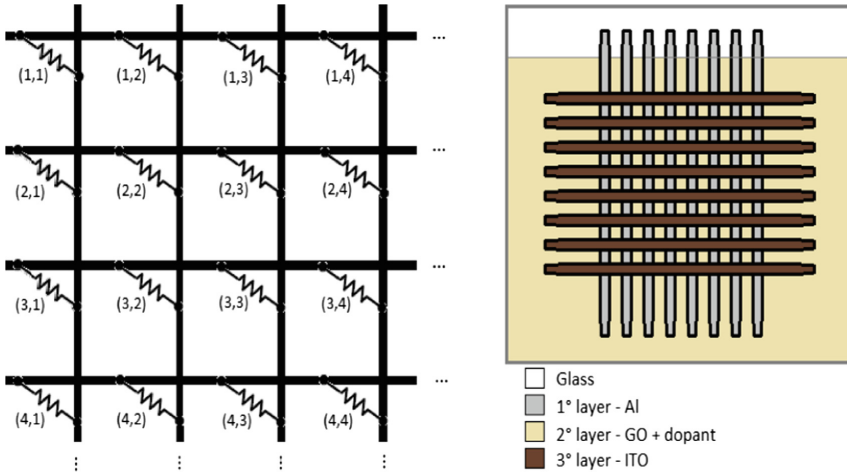 ...
(1,1) (1,2) (1,3) (1,4)
...
(2,1) (2,2) (2,3) (2,4)
...
(3,1) (3,2) (3,3) (3,4)
...
(4,1) (4,2) (4,3) (4,4)
... ... ... ...
Glass
1° layer - Al
2° layer - GO + dopant
3° layer - ITO